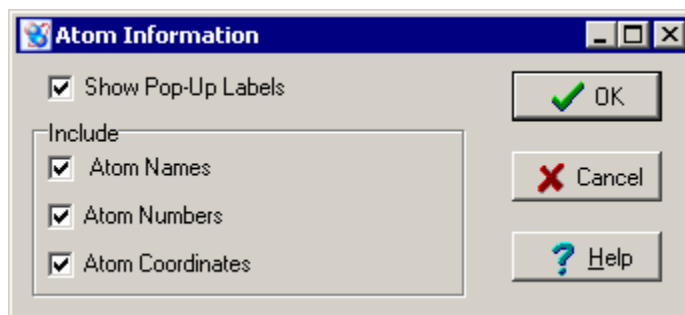 Atom Information
Show Pop-Up Labels
OK
Include
Atom Names
Cancel
Atom Numbers
Atom Coordinates
Help